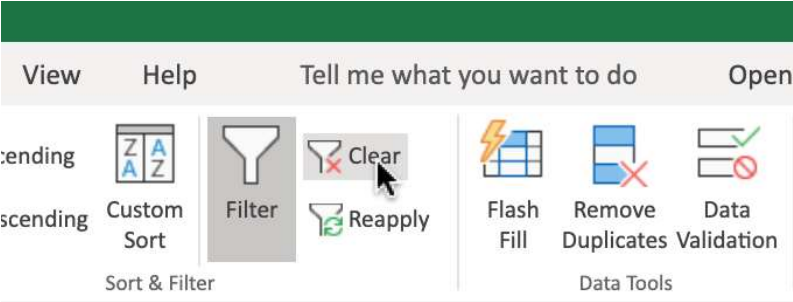 View Help Tell me what you want to do Open
cending
scending
Z A
A Z
Custom
Sort
Filter
Clear
Reapply
Sort & Filter
Flash
Fill
Remove
Duplicates
Data
Validation
Data Tools